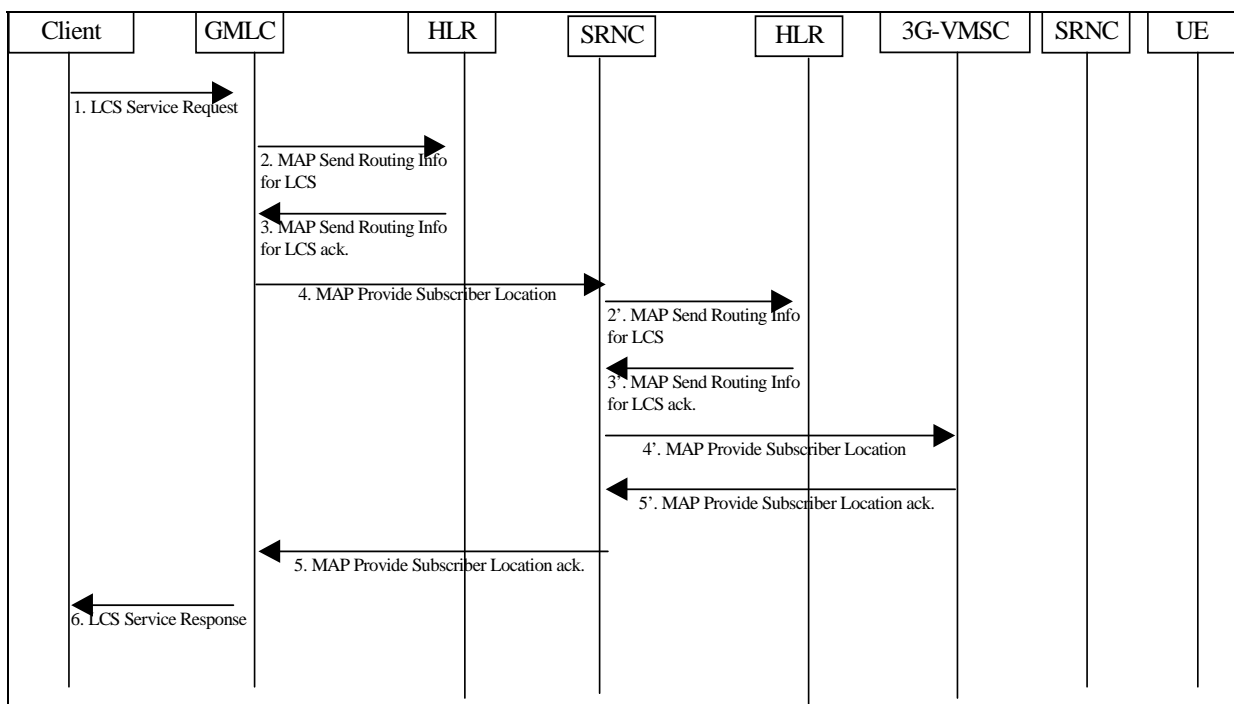 Client
GMLC
HLR
SRNC
HLR
3G-VMSC
SRNC
UE
1. LCS Service Request
2. MAP Send Routing Info
for LCS
3. MAP Send Routing Info
for LCS ack.
4. MAP Provide Subscriber Location
2’. MAP Send Routing Info
for LCS
3’. MAP Send Routing Info
for LCS ack.
4’. MAP Provide Subscriber Location
5’. MAP Provide Subscriber Location ack.
5. MAP Provide Subscriber Location ack.
6. LCS Service Response